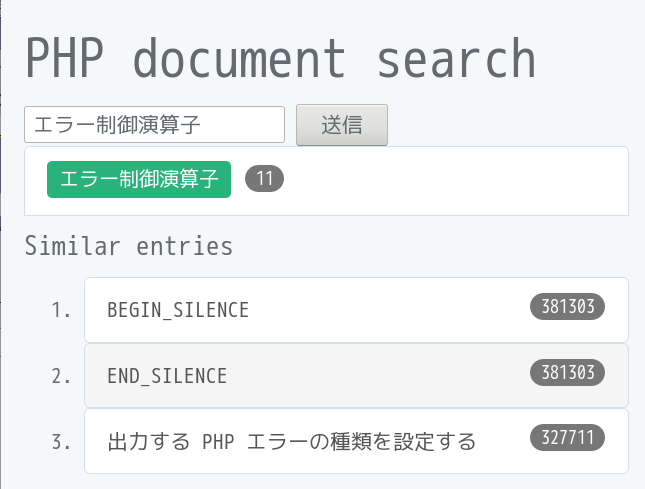 PHP document search
エラー制御演算子 送信
エラー制御演算子 11
Similar entries
1. BEGIN_SILENCE 381303
2. END_SILENCE 381303
3. 出力する PHP エラーの種類を設定する 327711